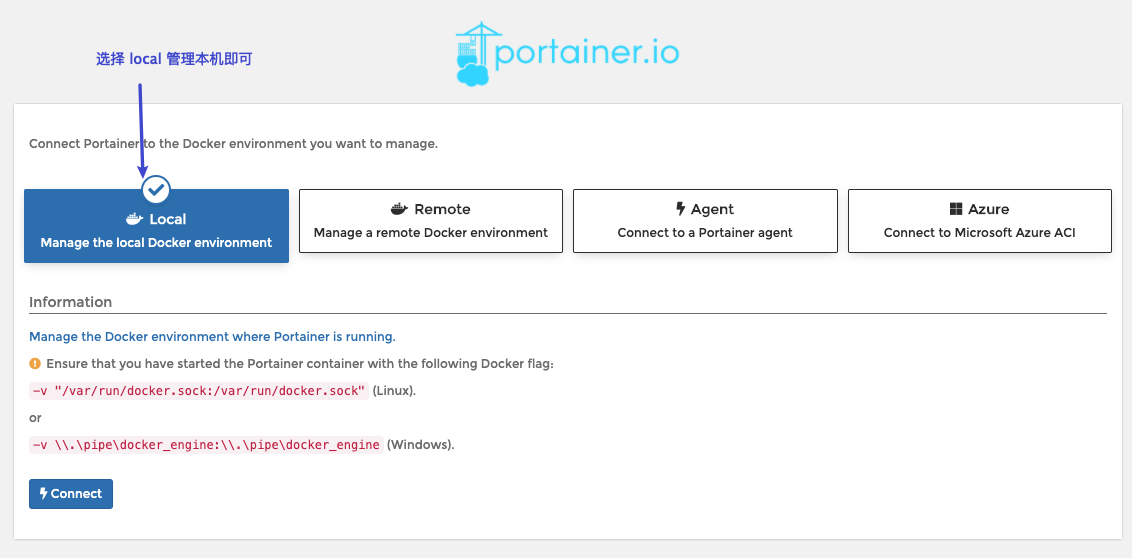 选择 local 管理本机即可
portainer.io
Connect Portainer to the Docker environment you want to manage.
Local
Manage the local Docker environment
Remote
Manage a remote Docker environment
Agent
Connect to a Portainer agent
Azure
Connect to Microsoft Azure ACI
Information
Manage the Docker environment where Portainer is running.
Ensure that you have started the Portainer container with the following Docker flag:
-v "/var/run/docker.sock:/var/run/docker.sock" (Linux).
or
-v \\.\pipe\docker_engine:\\.\pipe\docker_engine (Windows).
Connect